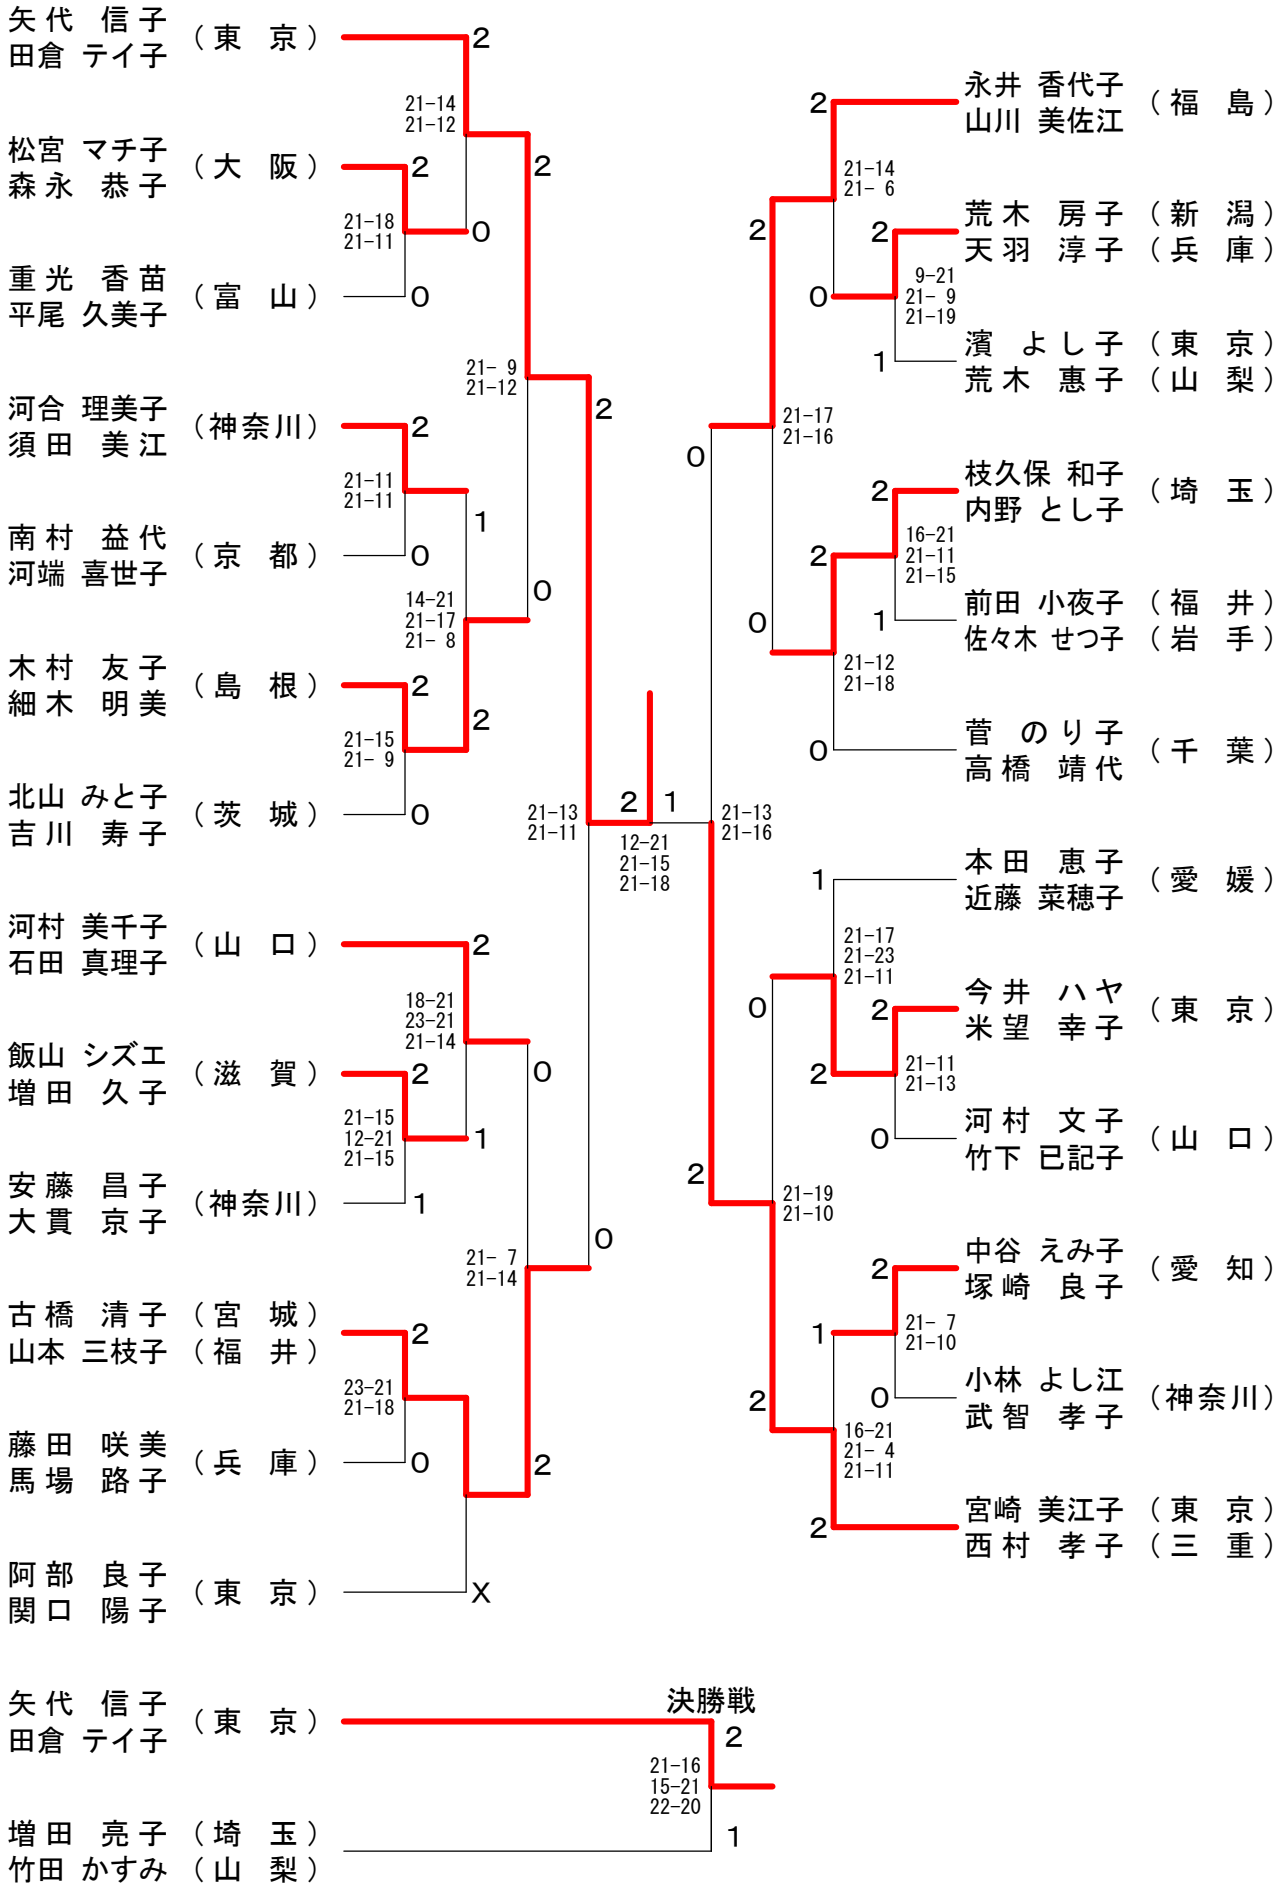 矢代 信子 （東 京） 2
田倉 テイ子
21-14
21-12
2
松宮 マチ子 （大 阪） 2
森永 恭子
21-18
21-11
0
重光 香苗 （富 山） 0
平尾 久美子
21- 9
21-12
2
河合 理美子 （神奈川） 2
須田 美江
21-11
21-11
1
南村 益代 （京 都） 0
河端 喜世子
14-21
21-17
21- 8
0
木村 友子 （島 根） 2
細木 明美
2
21-15
21- 9
北山 みと子 （茨 城） 0
吉川 寿子
21-13
21-11
河村 美千子 （山 口） 2
石田 真理子
18-21
23-21
21-14
0
飯山 シズエ （滋 賀） 2
増田 久子
21-15
12-21
21-15
1
安藤 昌子 （神奈川） 1
大貫 京子
21- 7
21-14
0
古橋 清子 （宮 城） 2
山本 三枝子 （福 井）
23-21
21-18
藤田 咲美 （兵 庫） 0
馬場 路子
2
阿部 良子 （東 京） X
関口 陽子
2 1
12-21
21-15
21-18
2 永井 香代子 （福 島）
山川 美佐江
21-14
21- 6
2
2 荒木 房子 （新 潟）
天羽 淳子 （兵 庫）
0
9-21
21- 9
21-19
1 濱 よし子 （東 京）
荒木 惠子 （山 梨）
21-17
21-16
0
2 枝久保 和子 （埼 玉）
内野 とし子
2
16-21
21-11
21-15
1 前田 小夜子 （福 井）
佐々木 せつ子 （岩 手）
0
21-12
21-18
0 菅 のり子 （千 葉）
高橋 靖代
21-13
21-16
1 本田 恵子 （愛 媛）
近藤 菜穂子
21-17
21-23
21-11
0
2 今井 ハヤ （東 京）
米望 幸子
2
21-11
21-13
0 河村 文子 （山 口）
竹下 已記子
2
21-19
21-10
2 中谷 えみ子 （愛 知）
塚崎 良子
1
21- 7
21-10
0 小林 よし江 （神奈川）
武智 孝子
2
16-21
21- 4
21-11
2 宮崎 美江子 （東 京）
西村 孝子 （三 重）
決勝戦
矢代 信子 （東 京） 2
田倉 テイ子
21-16
15-21
22-20
増田 亮子 （埼 玉） 1
竹田 かすみ （山 梨）